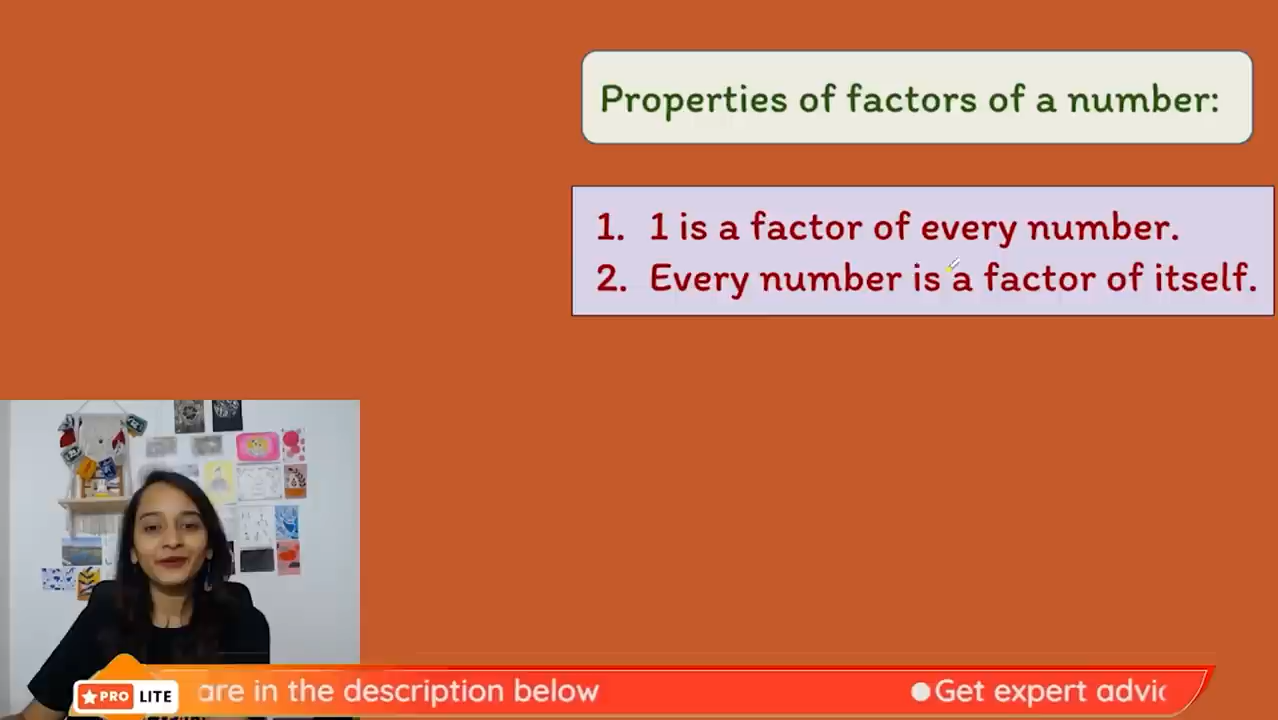 Properties of factors of a number:
1. 1 is a factor of every number.
2. Every number is a factor of itself.
PRO LITE are in the description below
Get expert